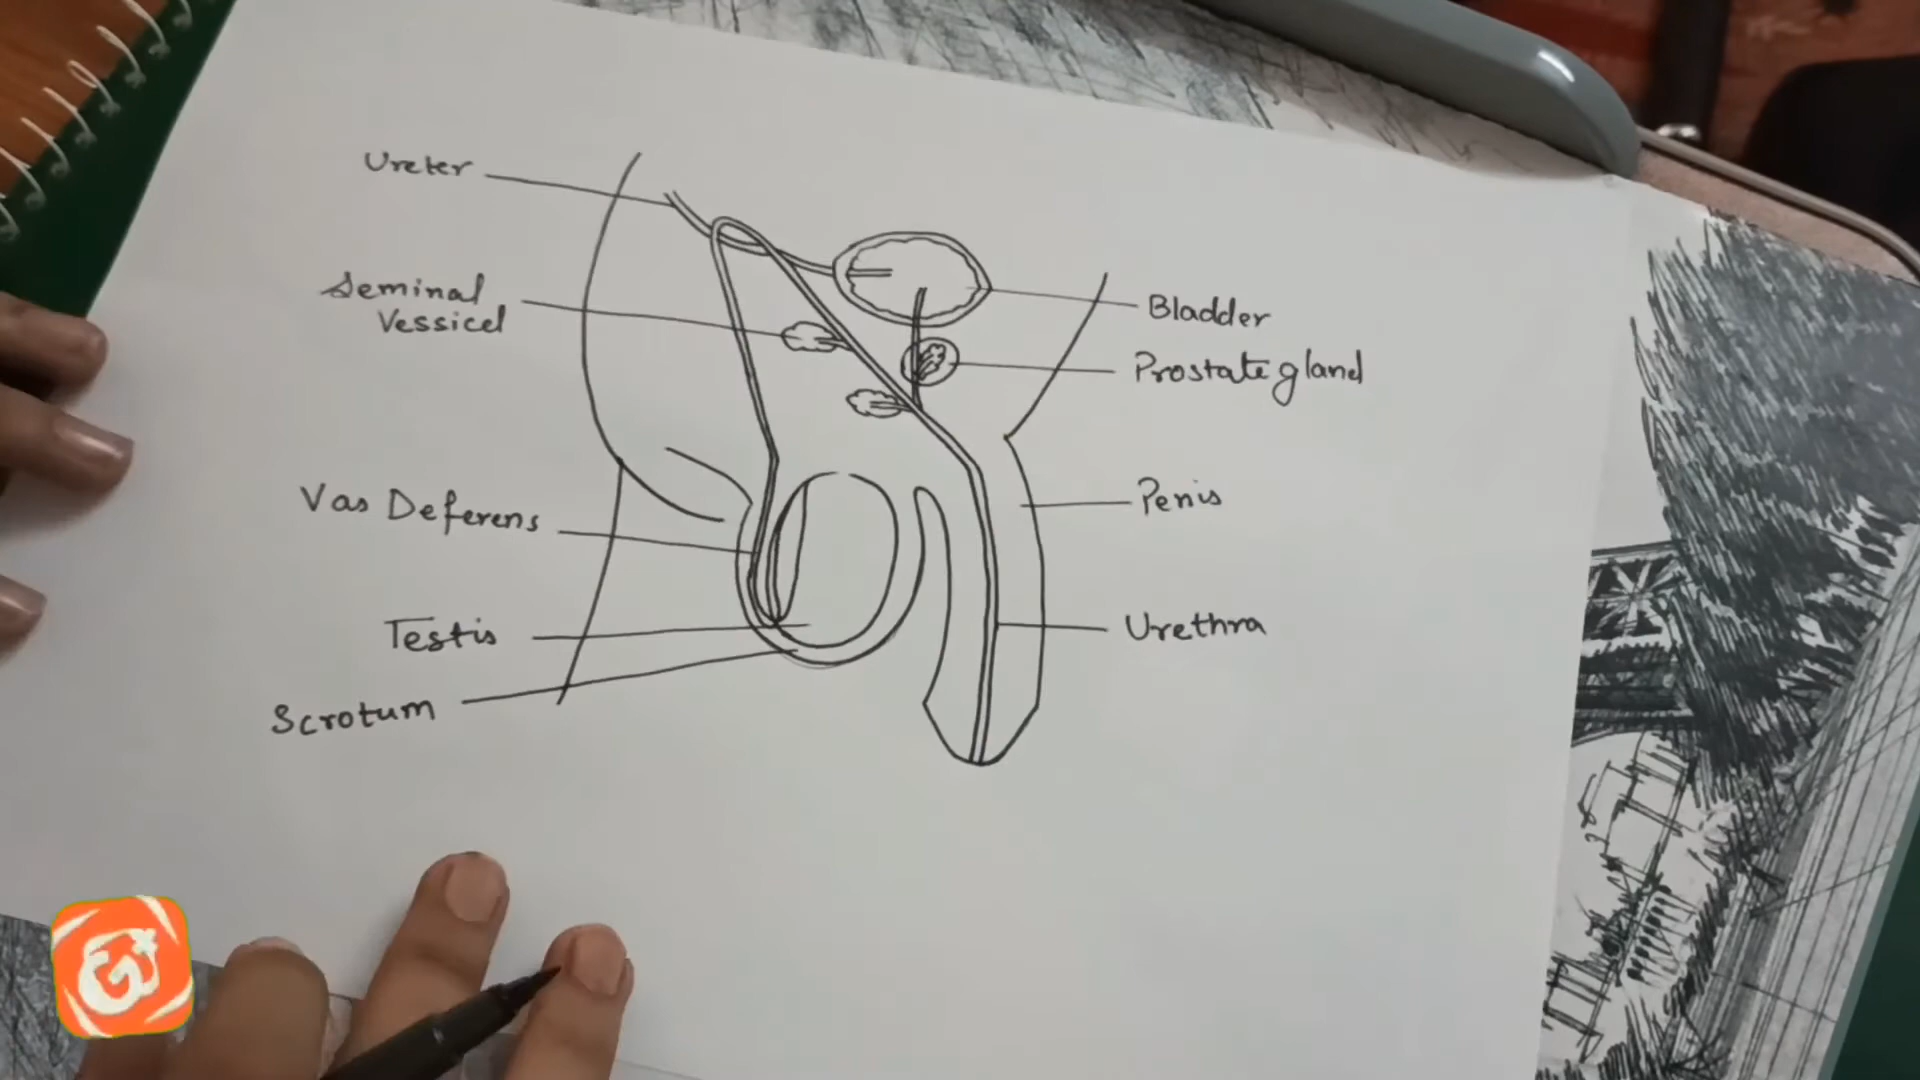 Ureter
Seminal
Vessicel
Vas Deferens
Testis
Scrotum
Bladder
Prostate gland
Penis
Urethra